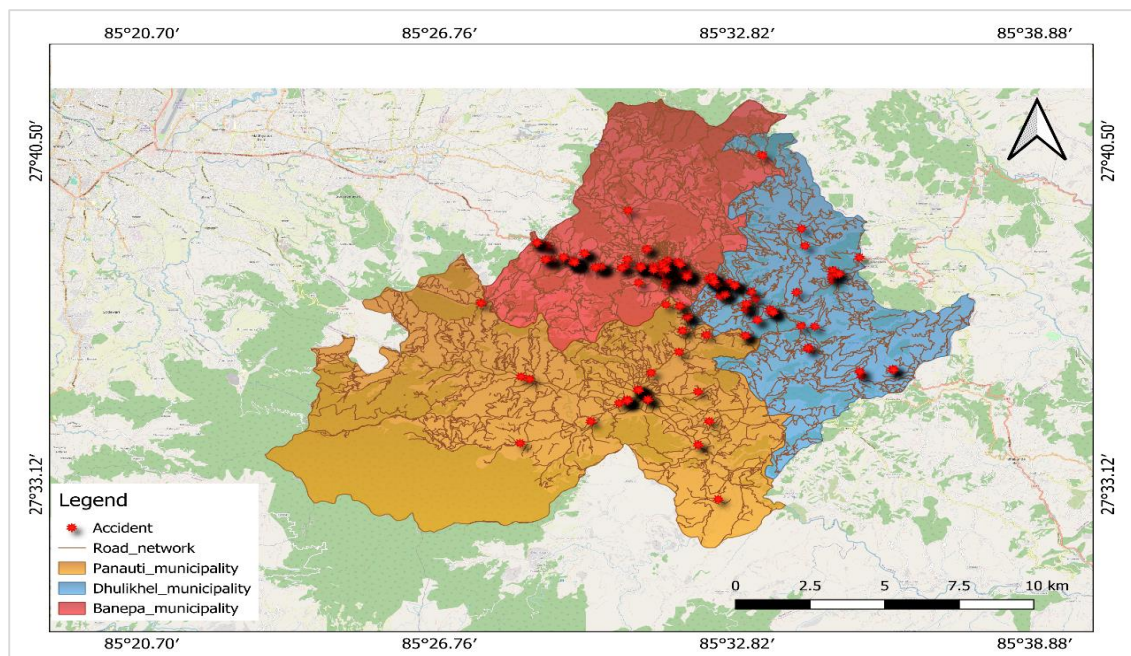 85°20.70′ 85°26.76′ 85°32.82′ 85°38.88′
27°40.50′ 27°40.50′
27°33.12′ 27°33.12′
Legend
Accident
Road_network
Panauti_municipality
Dhulikhel_municipality
Banepa_municipality
0 2.5 5 7.5 10 km
85°20.70′ 85°26.76′ 85°32.82′ 85°38.88′